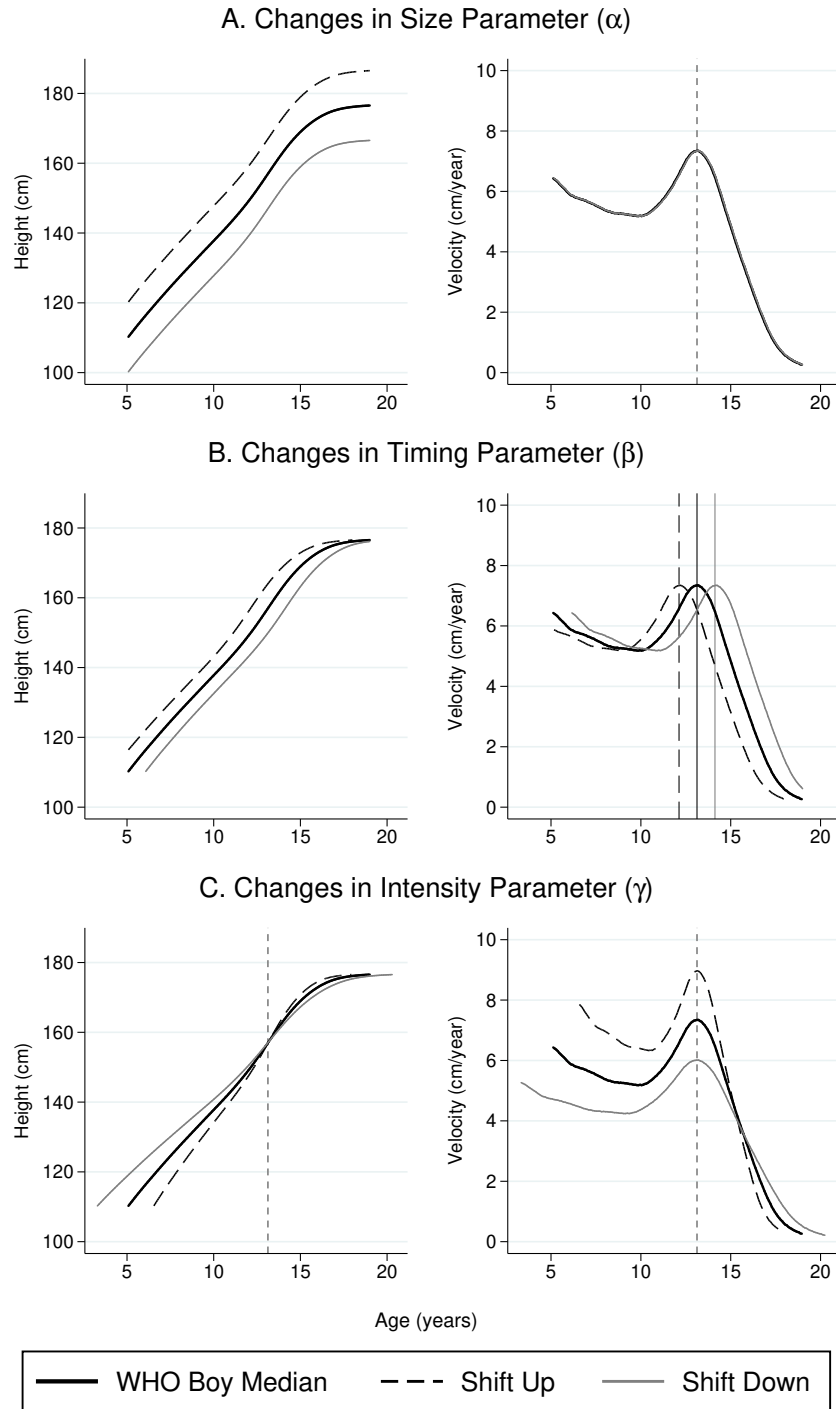 A. Changes in Size Parameter (α)
Height (cm)
180
160
140
120
100
5 10 15 20
Velocity (cm/year)
10
8
6
4
2
0
5 10 15 20
B. Changes in Timing Parameter (β)
Height (cm)
180
160
140
120
100
5 10 15 20
Velocity (cm/year)
10
8
6
4
2
0
5 10 15 20
C. Changes in Intensity Parameter (γ)
Height (cm)
180
160
140
120
100
5 10 15 20
Velocity (cm/year)
10
8
6
4
2
0
5 10 15 20
Age (years)
WHO Boy Median Shift Up Shift Down